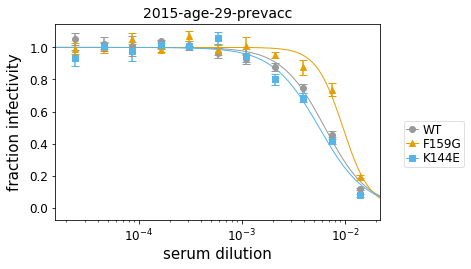 2015-age-29-prevacc
fraction infectivity
1.0
0.8
0.6
0.4
0.2
0.0
10⁻⁴
10⁻³
10⁻²
serum dilution
WT
F159G
K144E